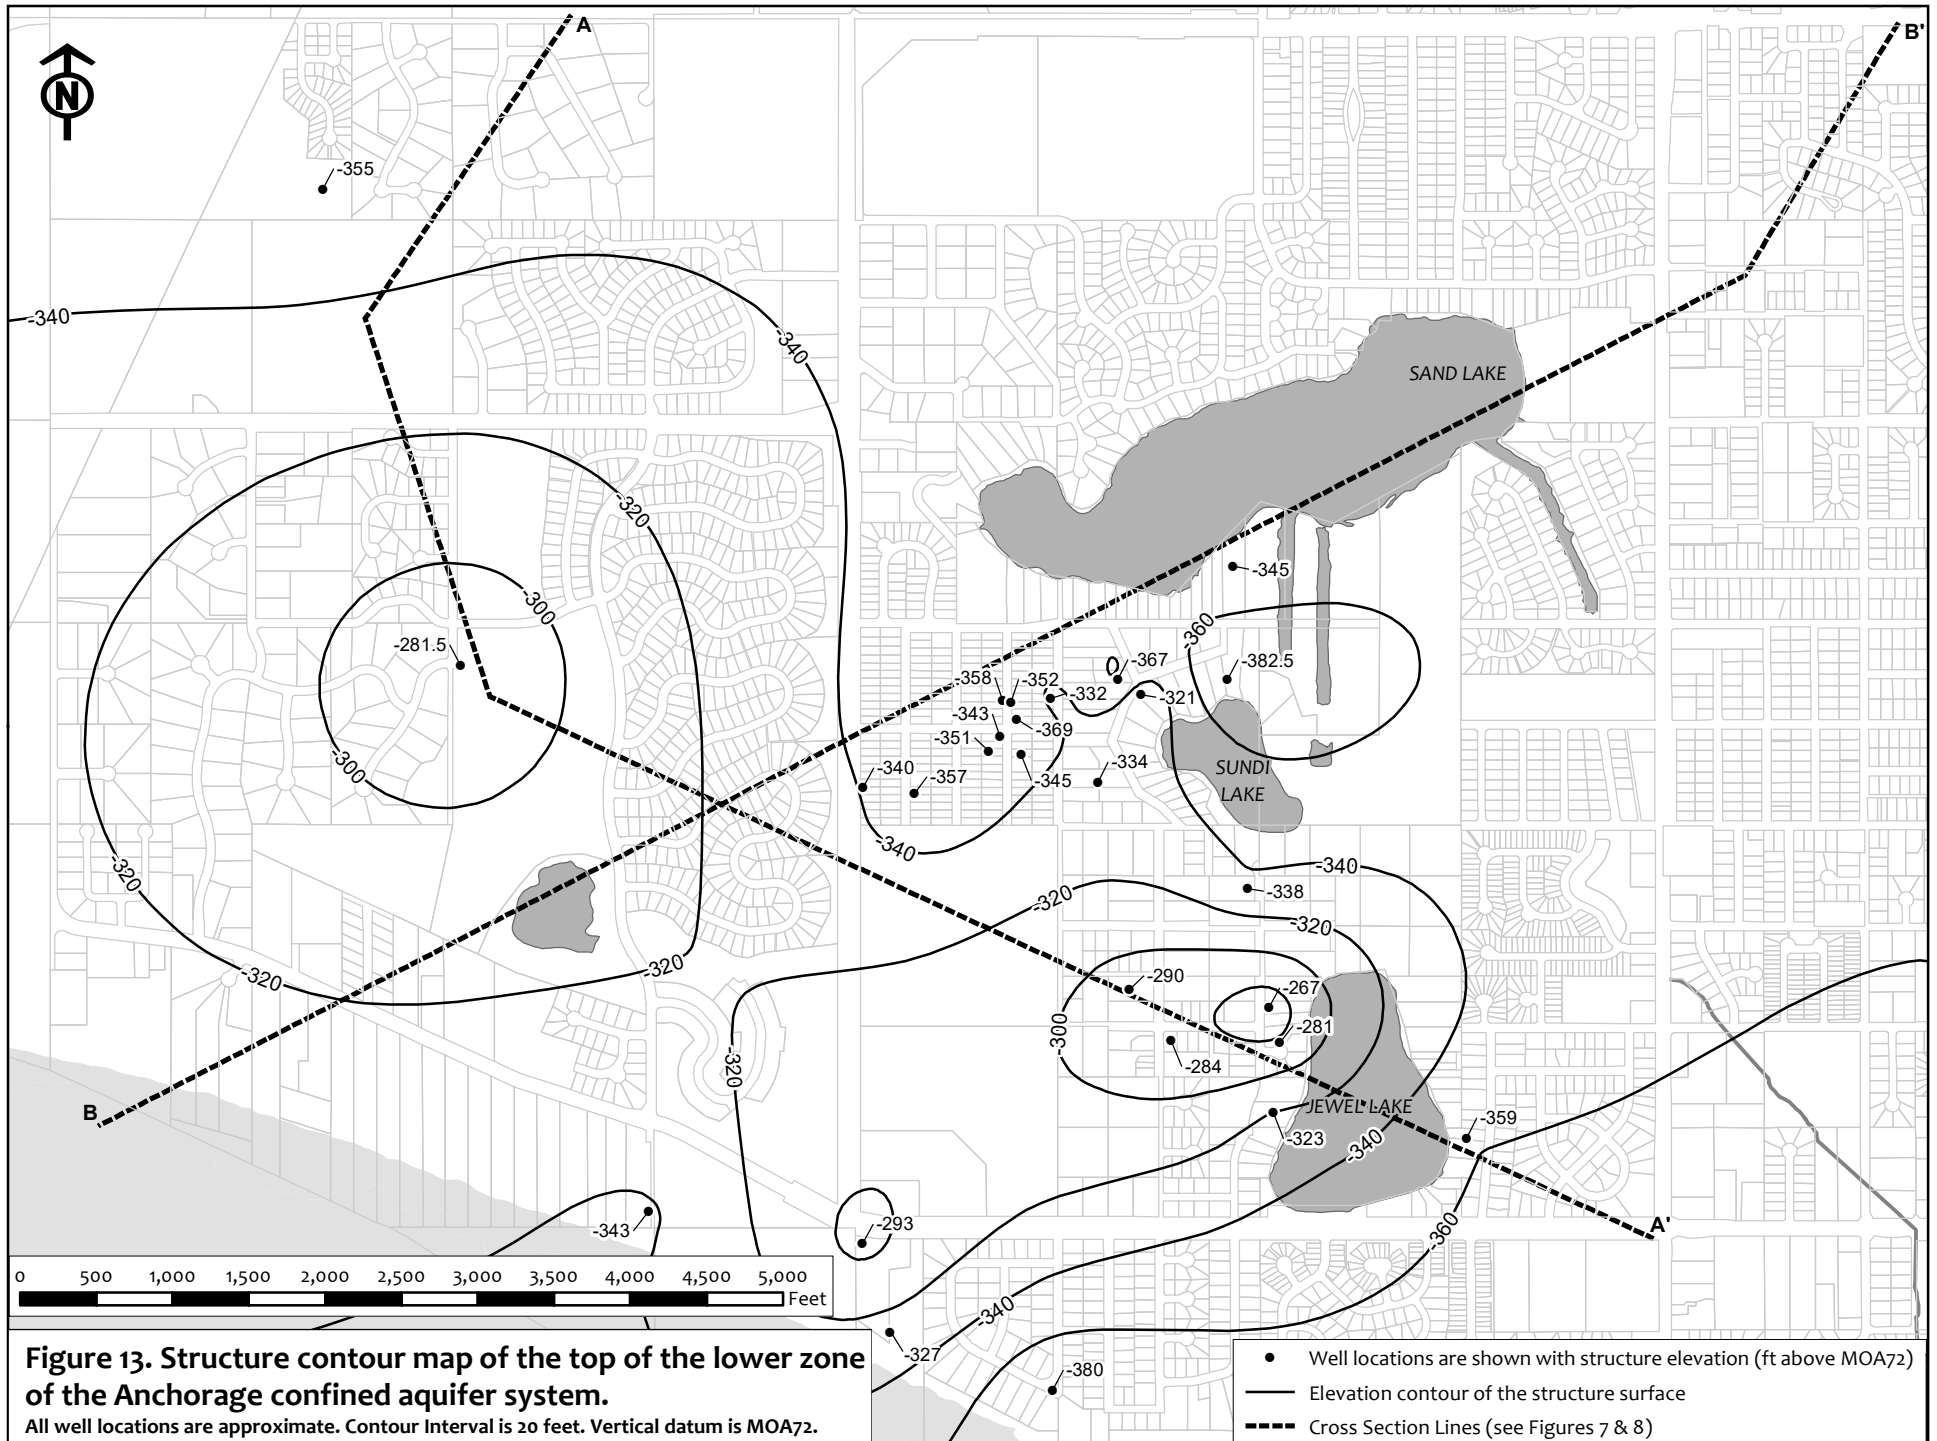 A
B'
N
-355
-340
-340
SAND LAKE
-320
-345
-300
-360
-281.5
-367
-382.5
-358
-352
-332
-321
-343
-369
-351
-300
-340
-357
-345
-334
SUNDI
LAKE
-340
-340
-320
-338
-320
-320
-320
-320
-290
-267
-300
-281
-320
-284
B
JEWEL LAKE
-359
-323
-340
-343
-293
-360
A'
0 500 1,000 1,500 2,000 2,500 3,000 3,500 4,000 4,500 5,000
Feet
-340
-327
-380
Figure 13. Structure contour map of the top of the lower zone
of the Anchorage confined aquifer system.
All well locations are approximate. Contour Interval is 20 feet. Vertical datum is MOA72.
Well locations are shown with structure elevation (ft above MOA72)
Elevation contour of the structure surface
Cross Section Lines (see Figures 7 & 8)